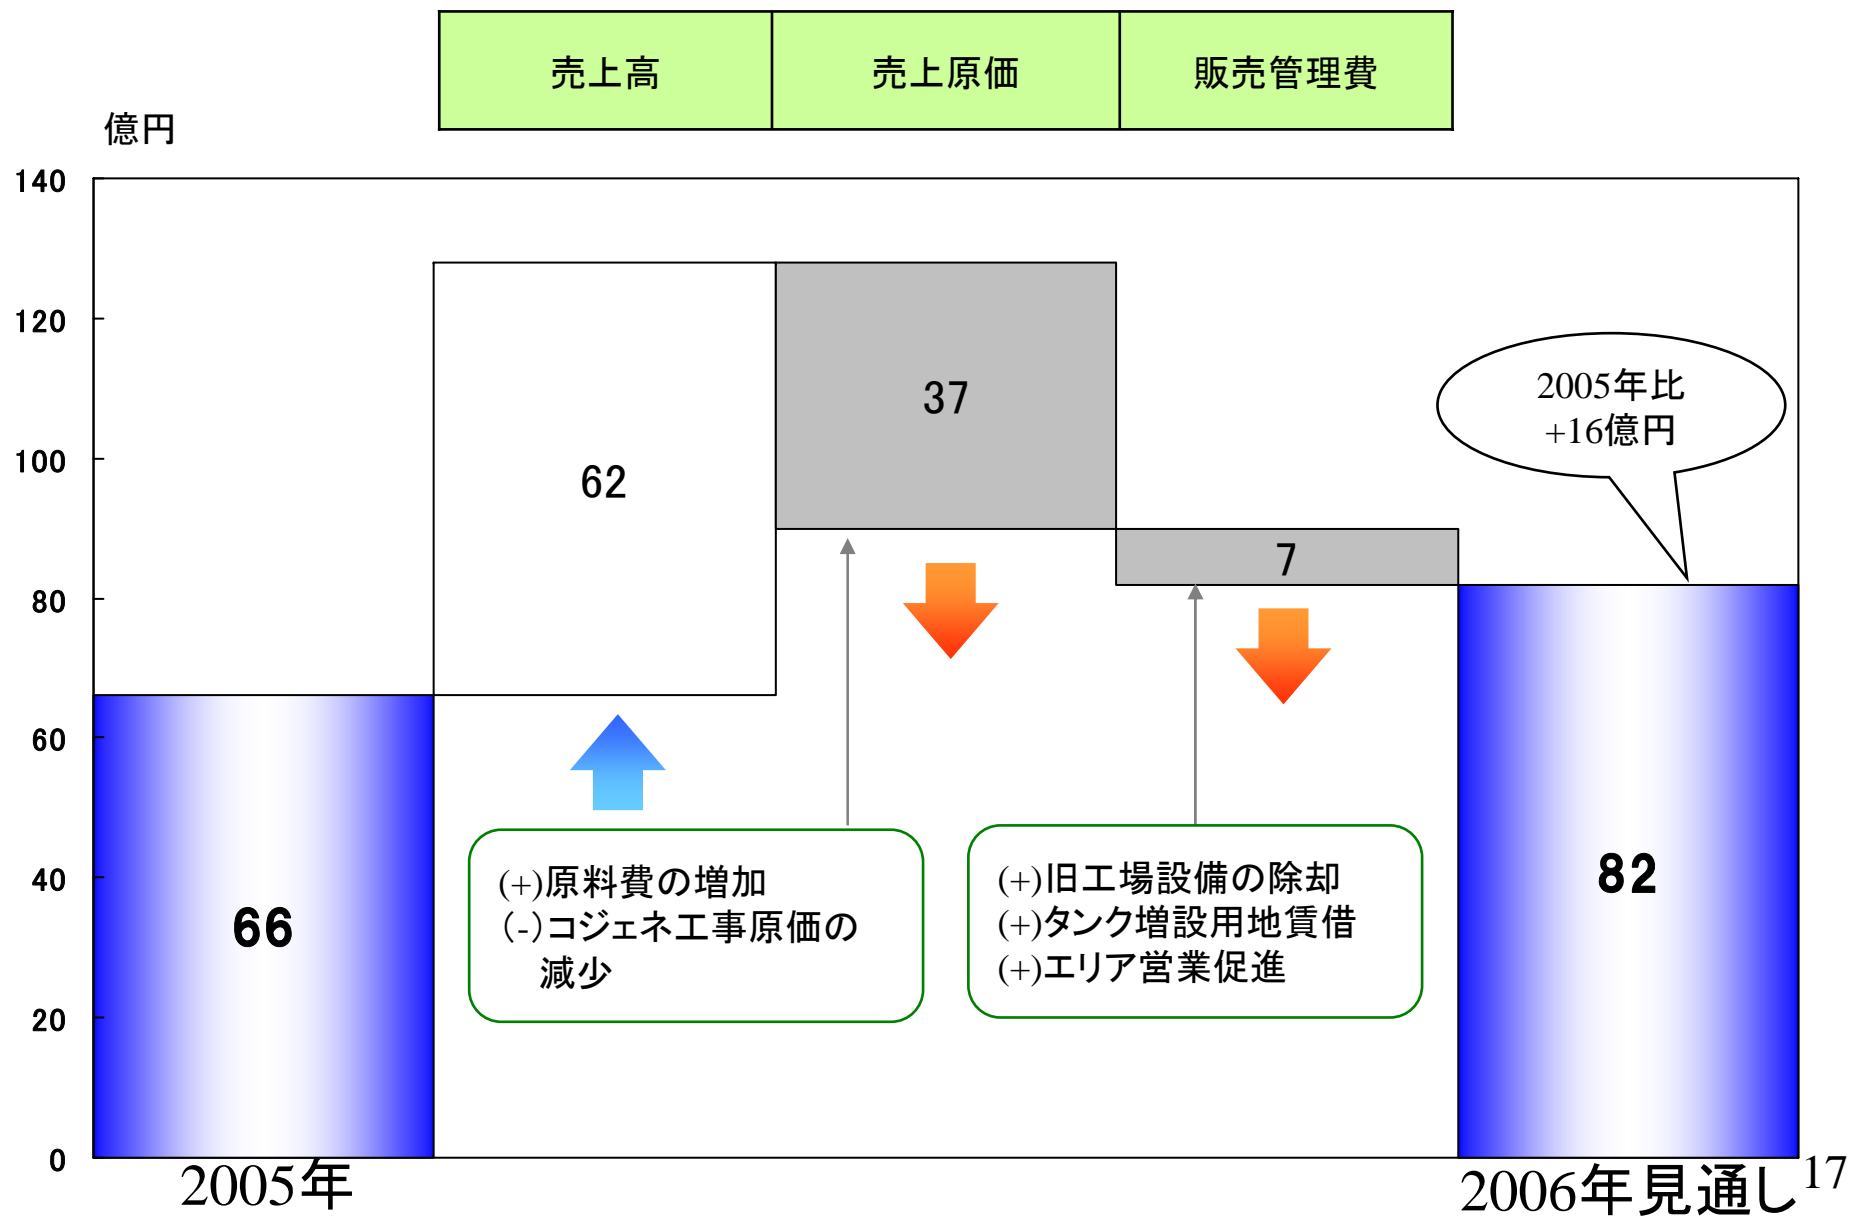 売上高
売上原価
販売管理費
億円
140
120
100
80
60
40
20
0
62
37
7
2005年比
+16億円
66
82
(+)原料費の増加
(-)コジェネ工事原価の
減少
(+)旧工場設備の除却
(+)タンク増設用地賃借
(+)エリア営業促進
2005年
2006年見通し
17